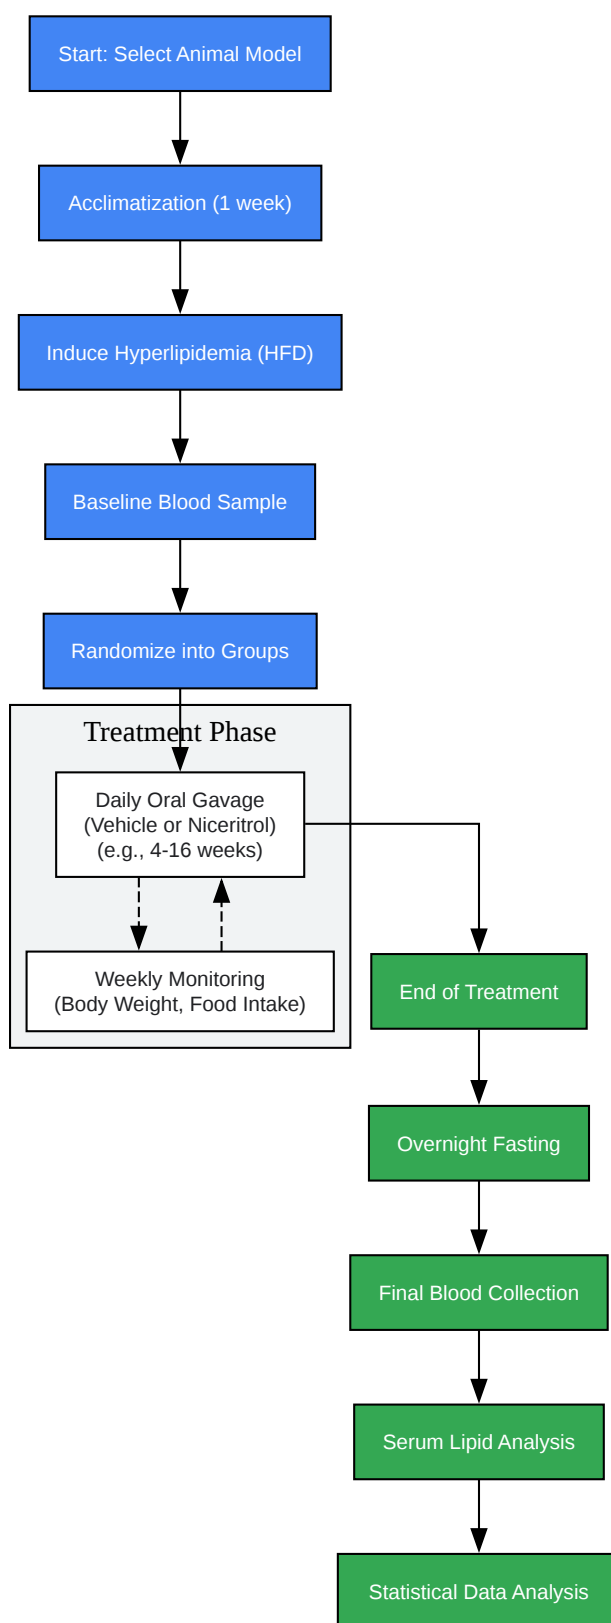 Start: Select Animal Model
Acclimatization (1 week)
Induce Hyperlipidemia (HFD)
Baseline Blood Sample
Randomize into Groups
Treatment Phase
Daily Oral Gavage
(Vehicle or Niceritrol)
(e.g., 4-16 weeks)
Weekly Monitoring
(Body Weight, Food Intake)
End of Treatment
Overnight Fasting
Final Blood Collection
Serum Lipid Analysis
Statistical Data Analysis